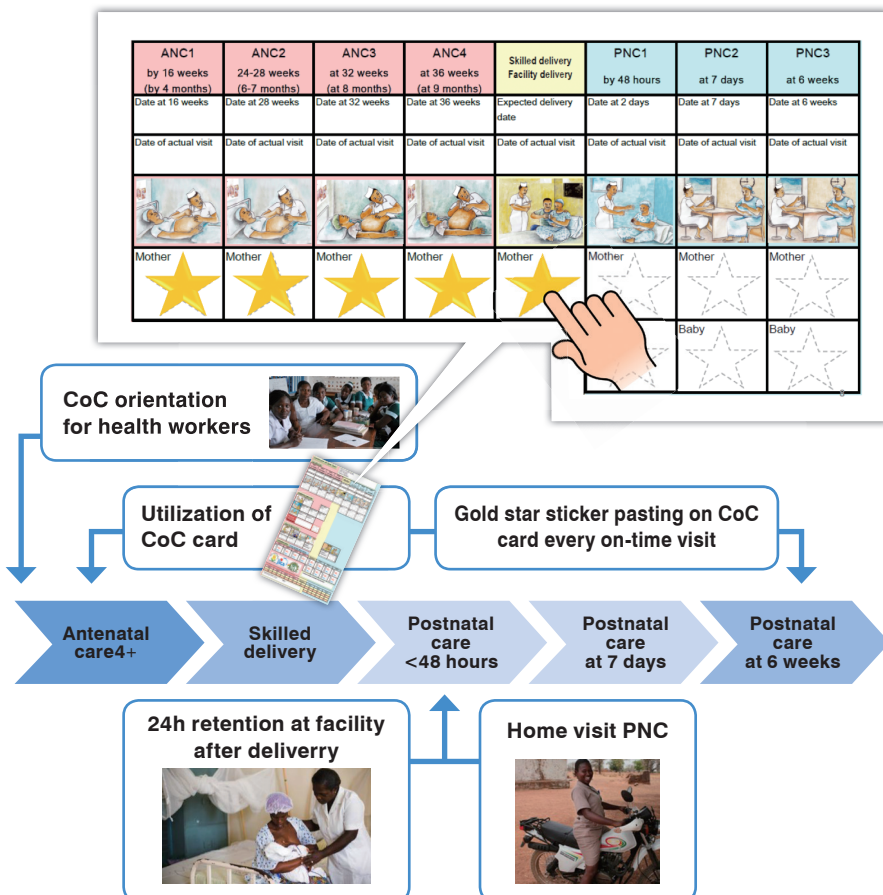 ANC1 ANC2 ANC3 ANC4 Skilled delivery PNC1 PNC2 PNC3
by 16 weeks 24-28 weeks at 32 weeks at 36 weeks Facility delivery by 48 hours at 7 days at 6 weeks
(by 4 months) (6-7 months) (at 8 months) (at 9 months)
Date at 16 weeks Date at 28 weeks Date at 32 weeks Date at 36 weeks Expected delivery Date at 2 days Date at 7 days Date at 6 weeks
date
Date of actual visit Date of actual visit Date of actual visit Date of actual visit Date of actual visit Date of actual visit Date of actual visit Date of actual visit
Mother Mother Mother Mother Mother Mother Mother Mother
Baby Baby
CoC orientation
for health workers
Utilization of
CoC card
Gold star sticker pasting on CoC
card every on-time visit
Antenatal
care4+
Skilled
delivery
Postnatal
care
<48 hours
Postnatal
care
at 7 days
Postnatal
care
at 6 weeks
24h retention at facility
after deliverry
Home visit PNC